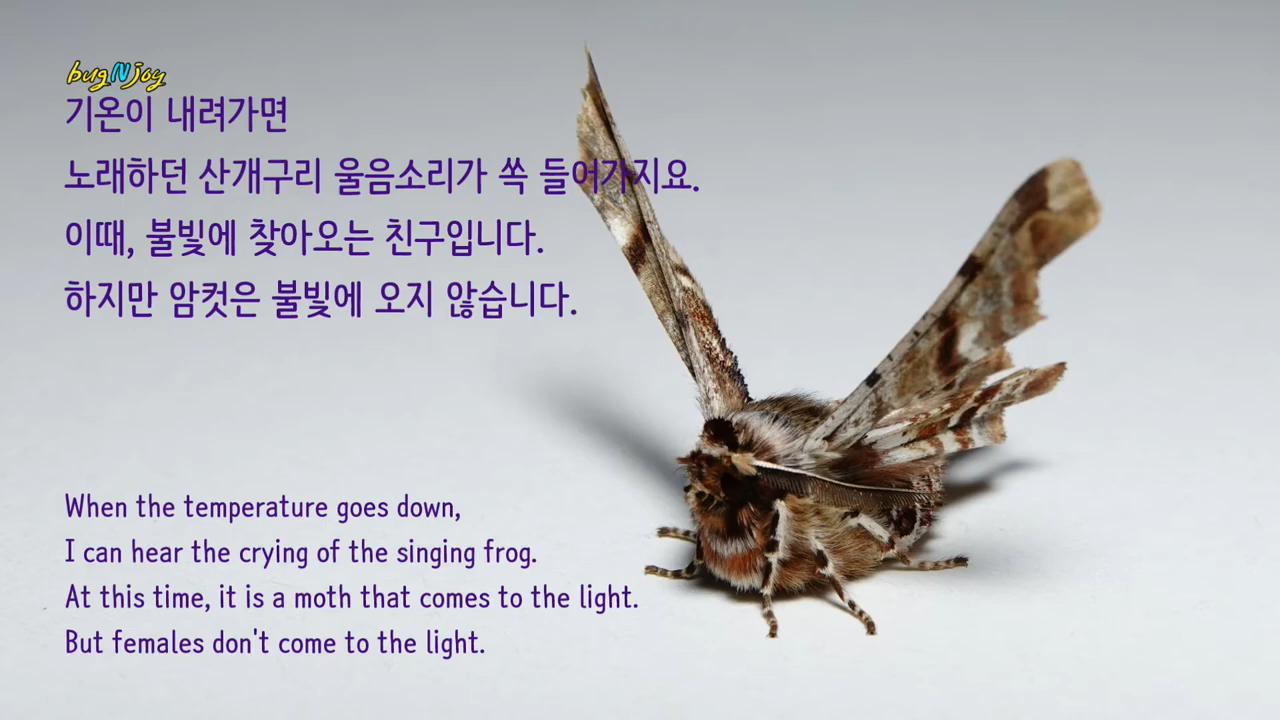 bugNjoy
기온이 내려가면
노래하던 산개구리 울음소리가 쏙 들어가지요.
이때, 불빛에 찾아오는 친구입니다.
하지만 암컷은 불빛에 오지 않습니다.
When the temperature goes down,
I can hear the crying of the singing frog.
At this time, it is a moth that comes to the light.
But females don't come to the light.